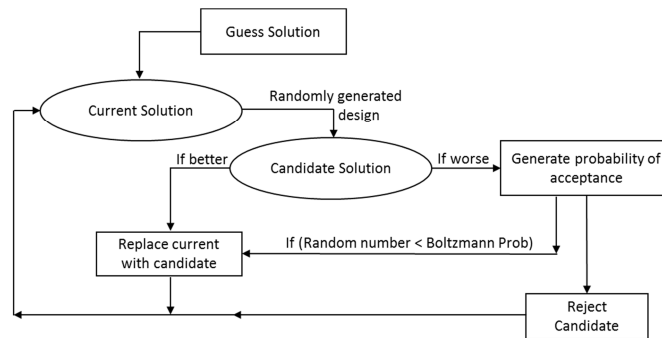 Guess Solution
Current Solution
Randomly generated
design
If better
Candidate Solution
If worse
Generate probability of
acceptance
Replace current
with candidate
If (Random number < Boltzmann Prob)
Reject
Candidate